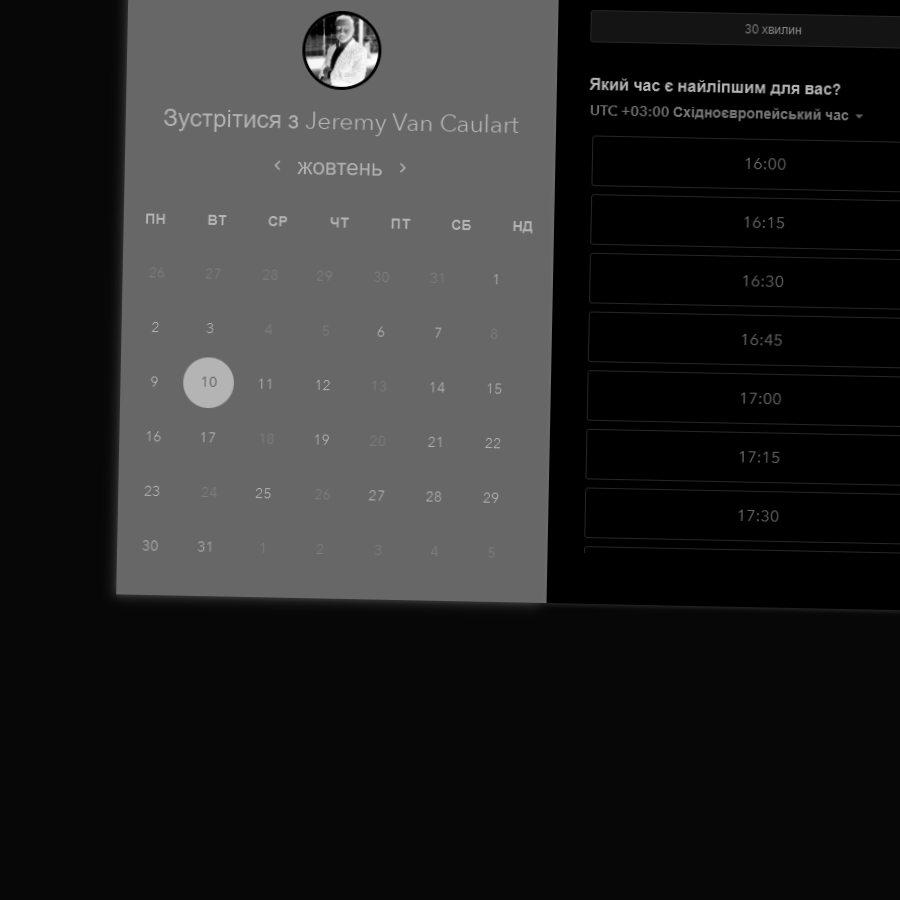 Зустрітися з Jeremy Van Caulart
жовтень
ПН ВТ СР ЧТ ПТ СБ НД
26 27 28 29 30 31 1
2 3 4 5 6 7 8
9 10 11 12 13 14 15
16 17 18 19 20 21 22
23 24 25 26 27 28 29
30 31 1 2 3 4 5
30 хвилин
Який час є найліпшим для вас?
UTC +03:00 Східноєвропейський час
16:00
16:15
16:30
16:45
17:00
17:15
17:30